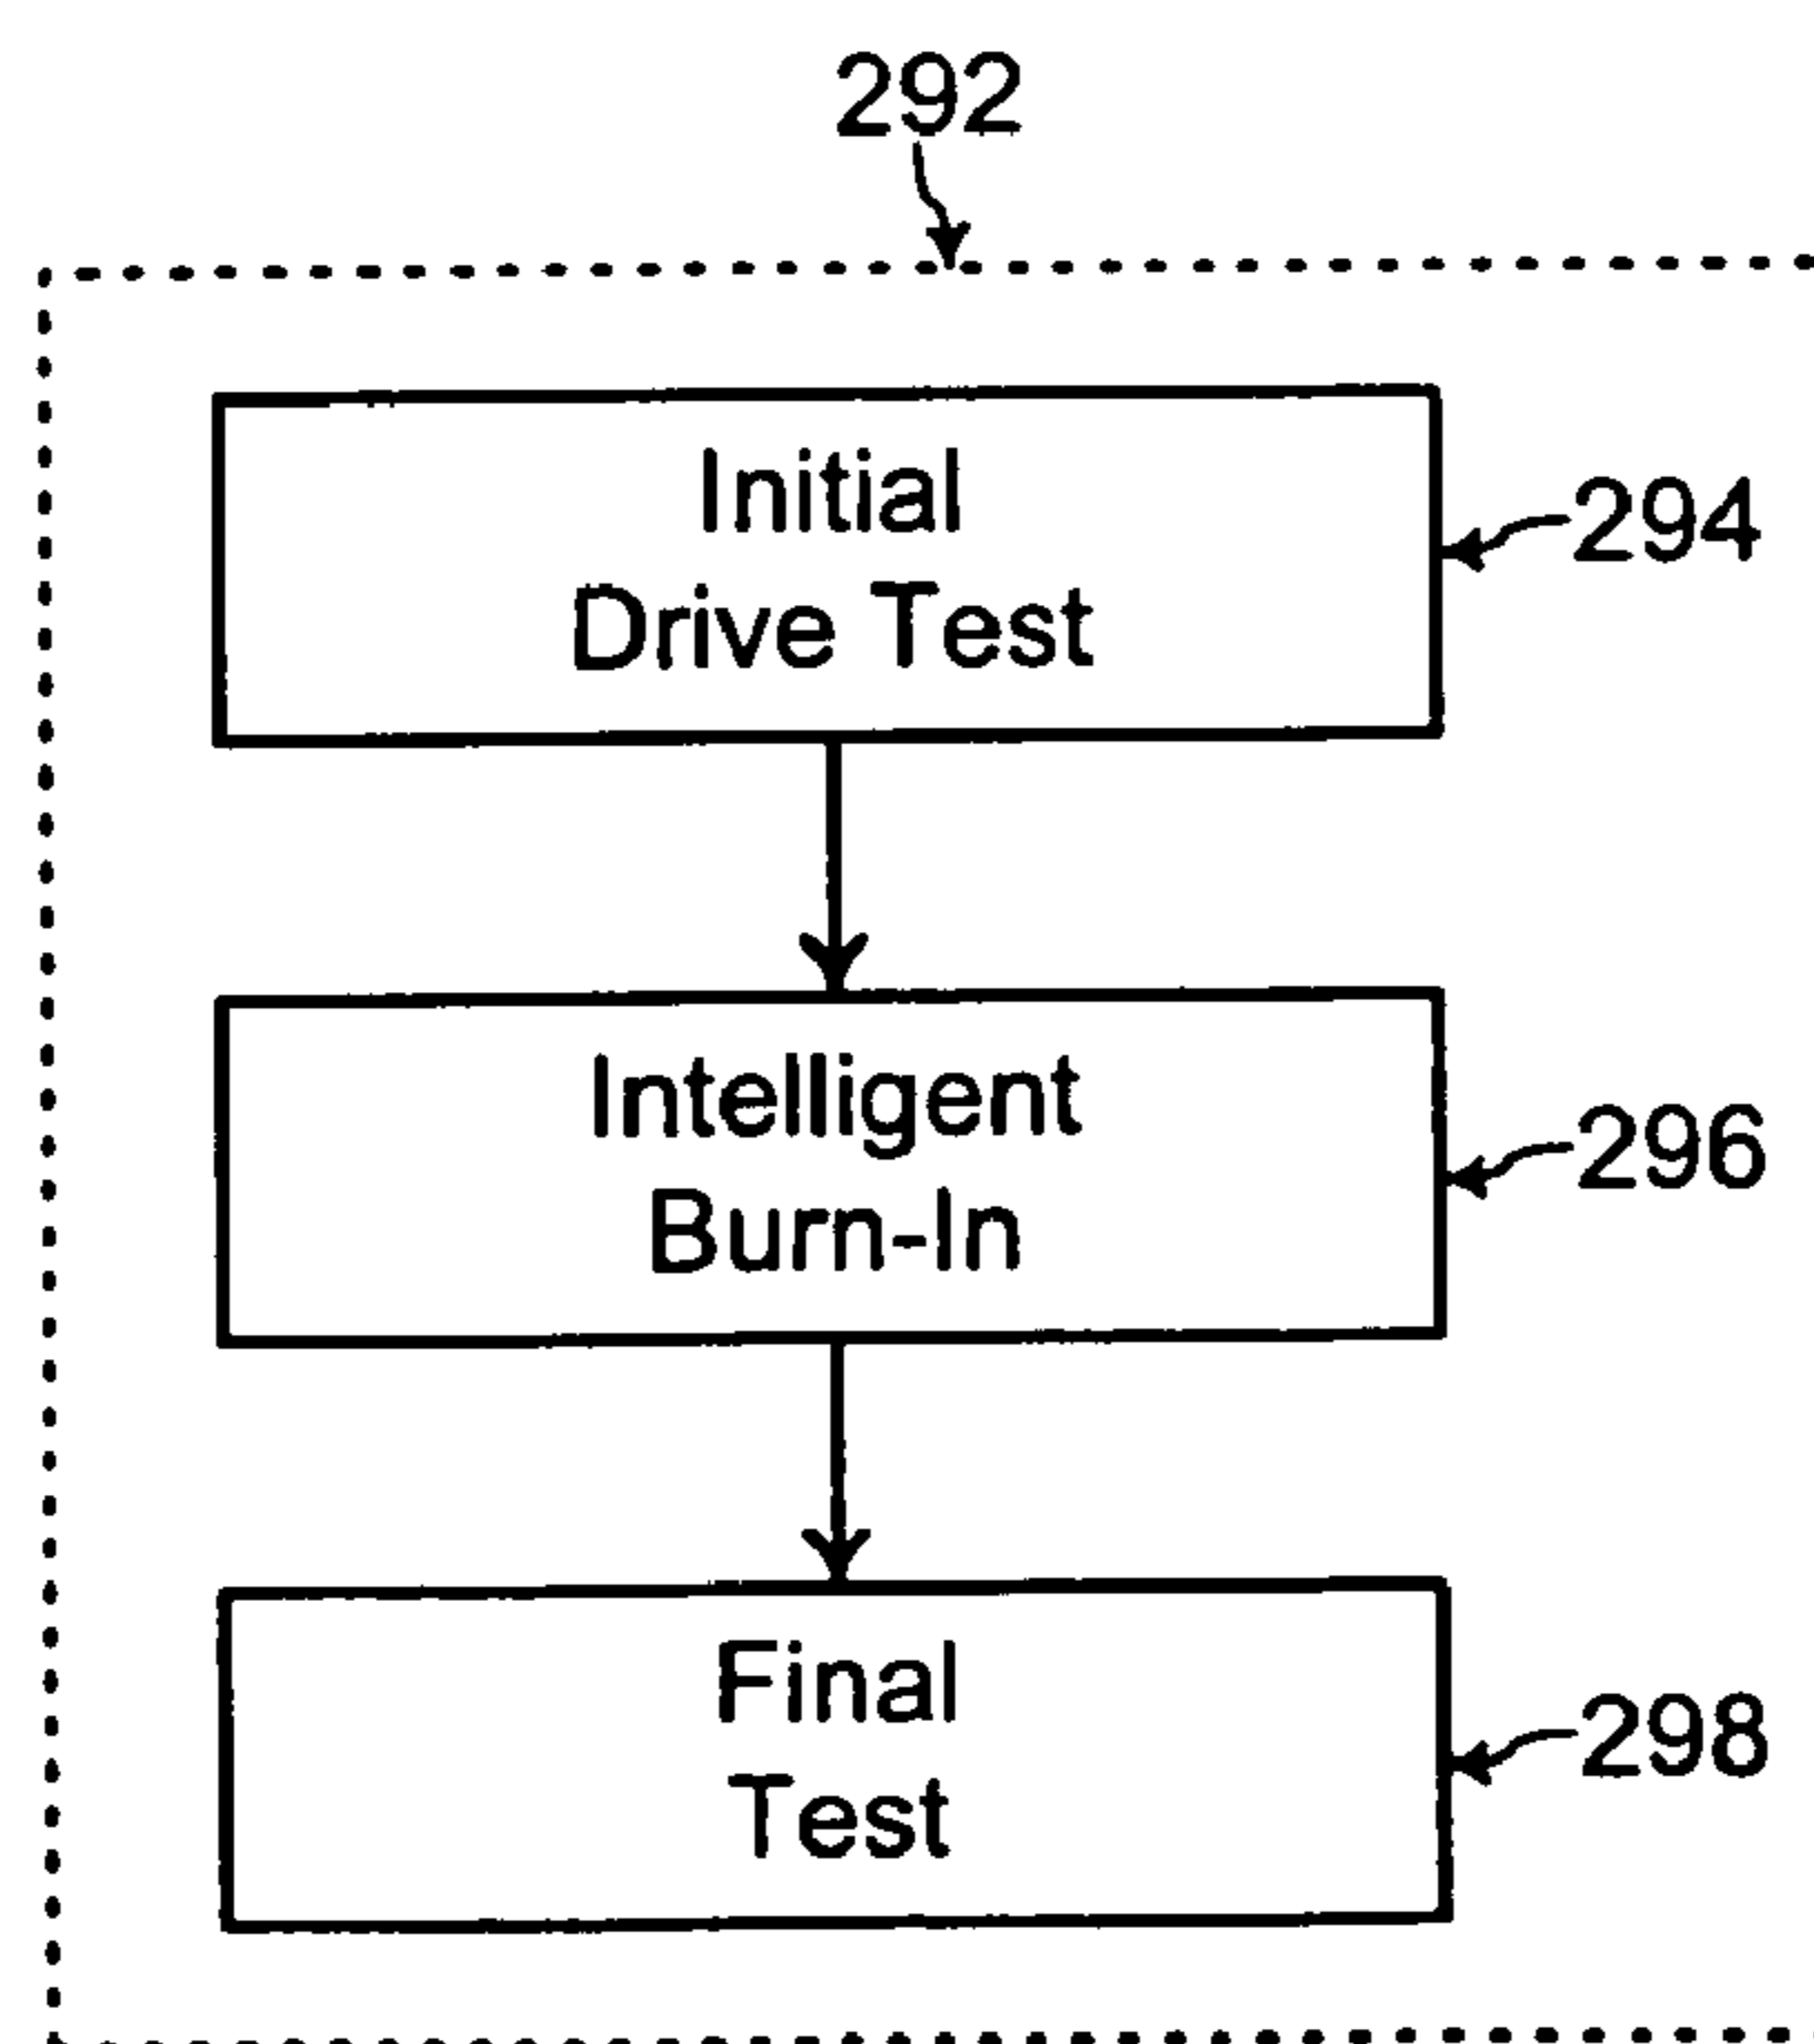 292
Initial
Drive Test
294
Intelligent
Burn-In
296
Final
Test
298